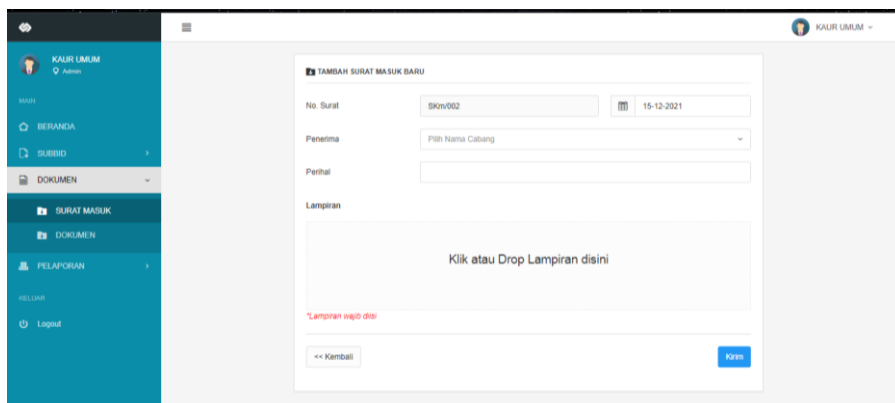 KAUR UMUM
KAUR UMUM
Admin
MAIN
BERANDA
SUBBID
DOKUMEN
SURAT MASUK
DOKUMEN
PELAPORAN
KELUAR
Logout
TAMBAH SURAT MASUK BARU
No. Surat
SKnv002
15-12-2021
Penerima
Pilih Nama Cabang
Perihal
Lampiran
Klik atau Drop Lampiran disini
*Lampiran wajib diisi
<< Kembali
Kirim